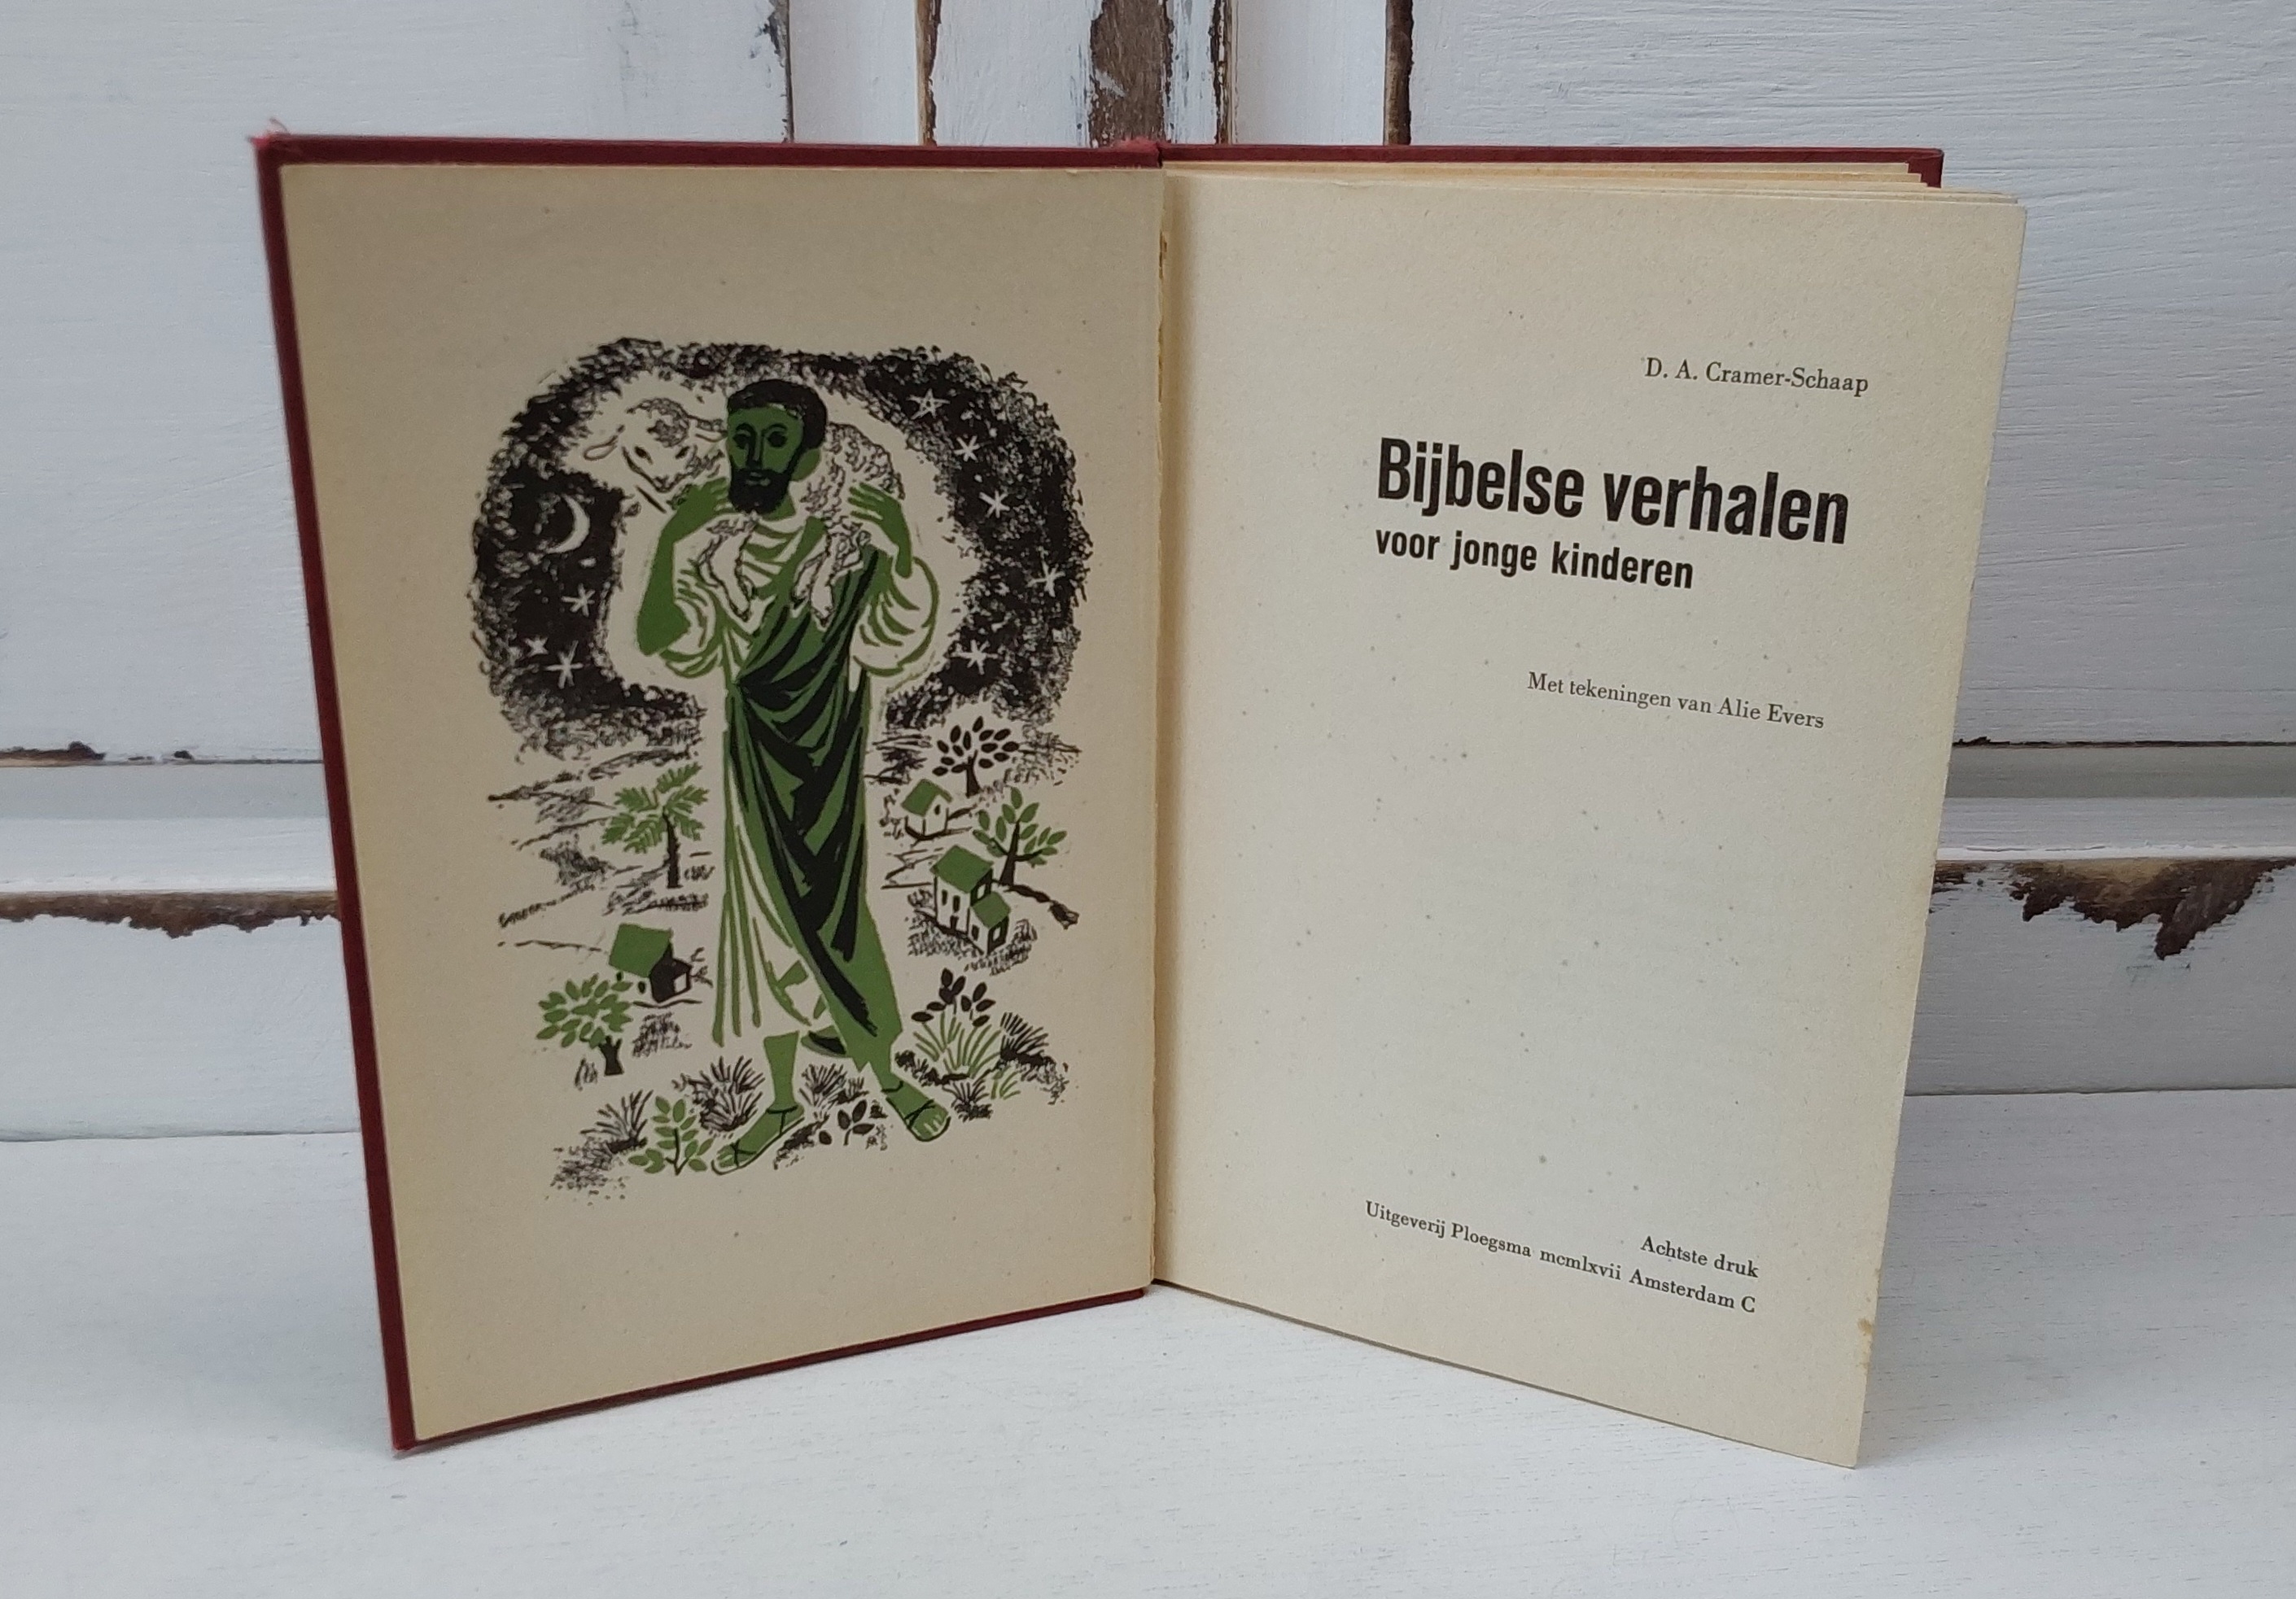 D. A. Cramer-Schaap
Bijbelse verhalen
voor jonge kinderen
Met tekeningen van Alie Evers
Achtste druk
Uitgeverij Ploegsma mcmlxvii Amsterdam C